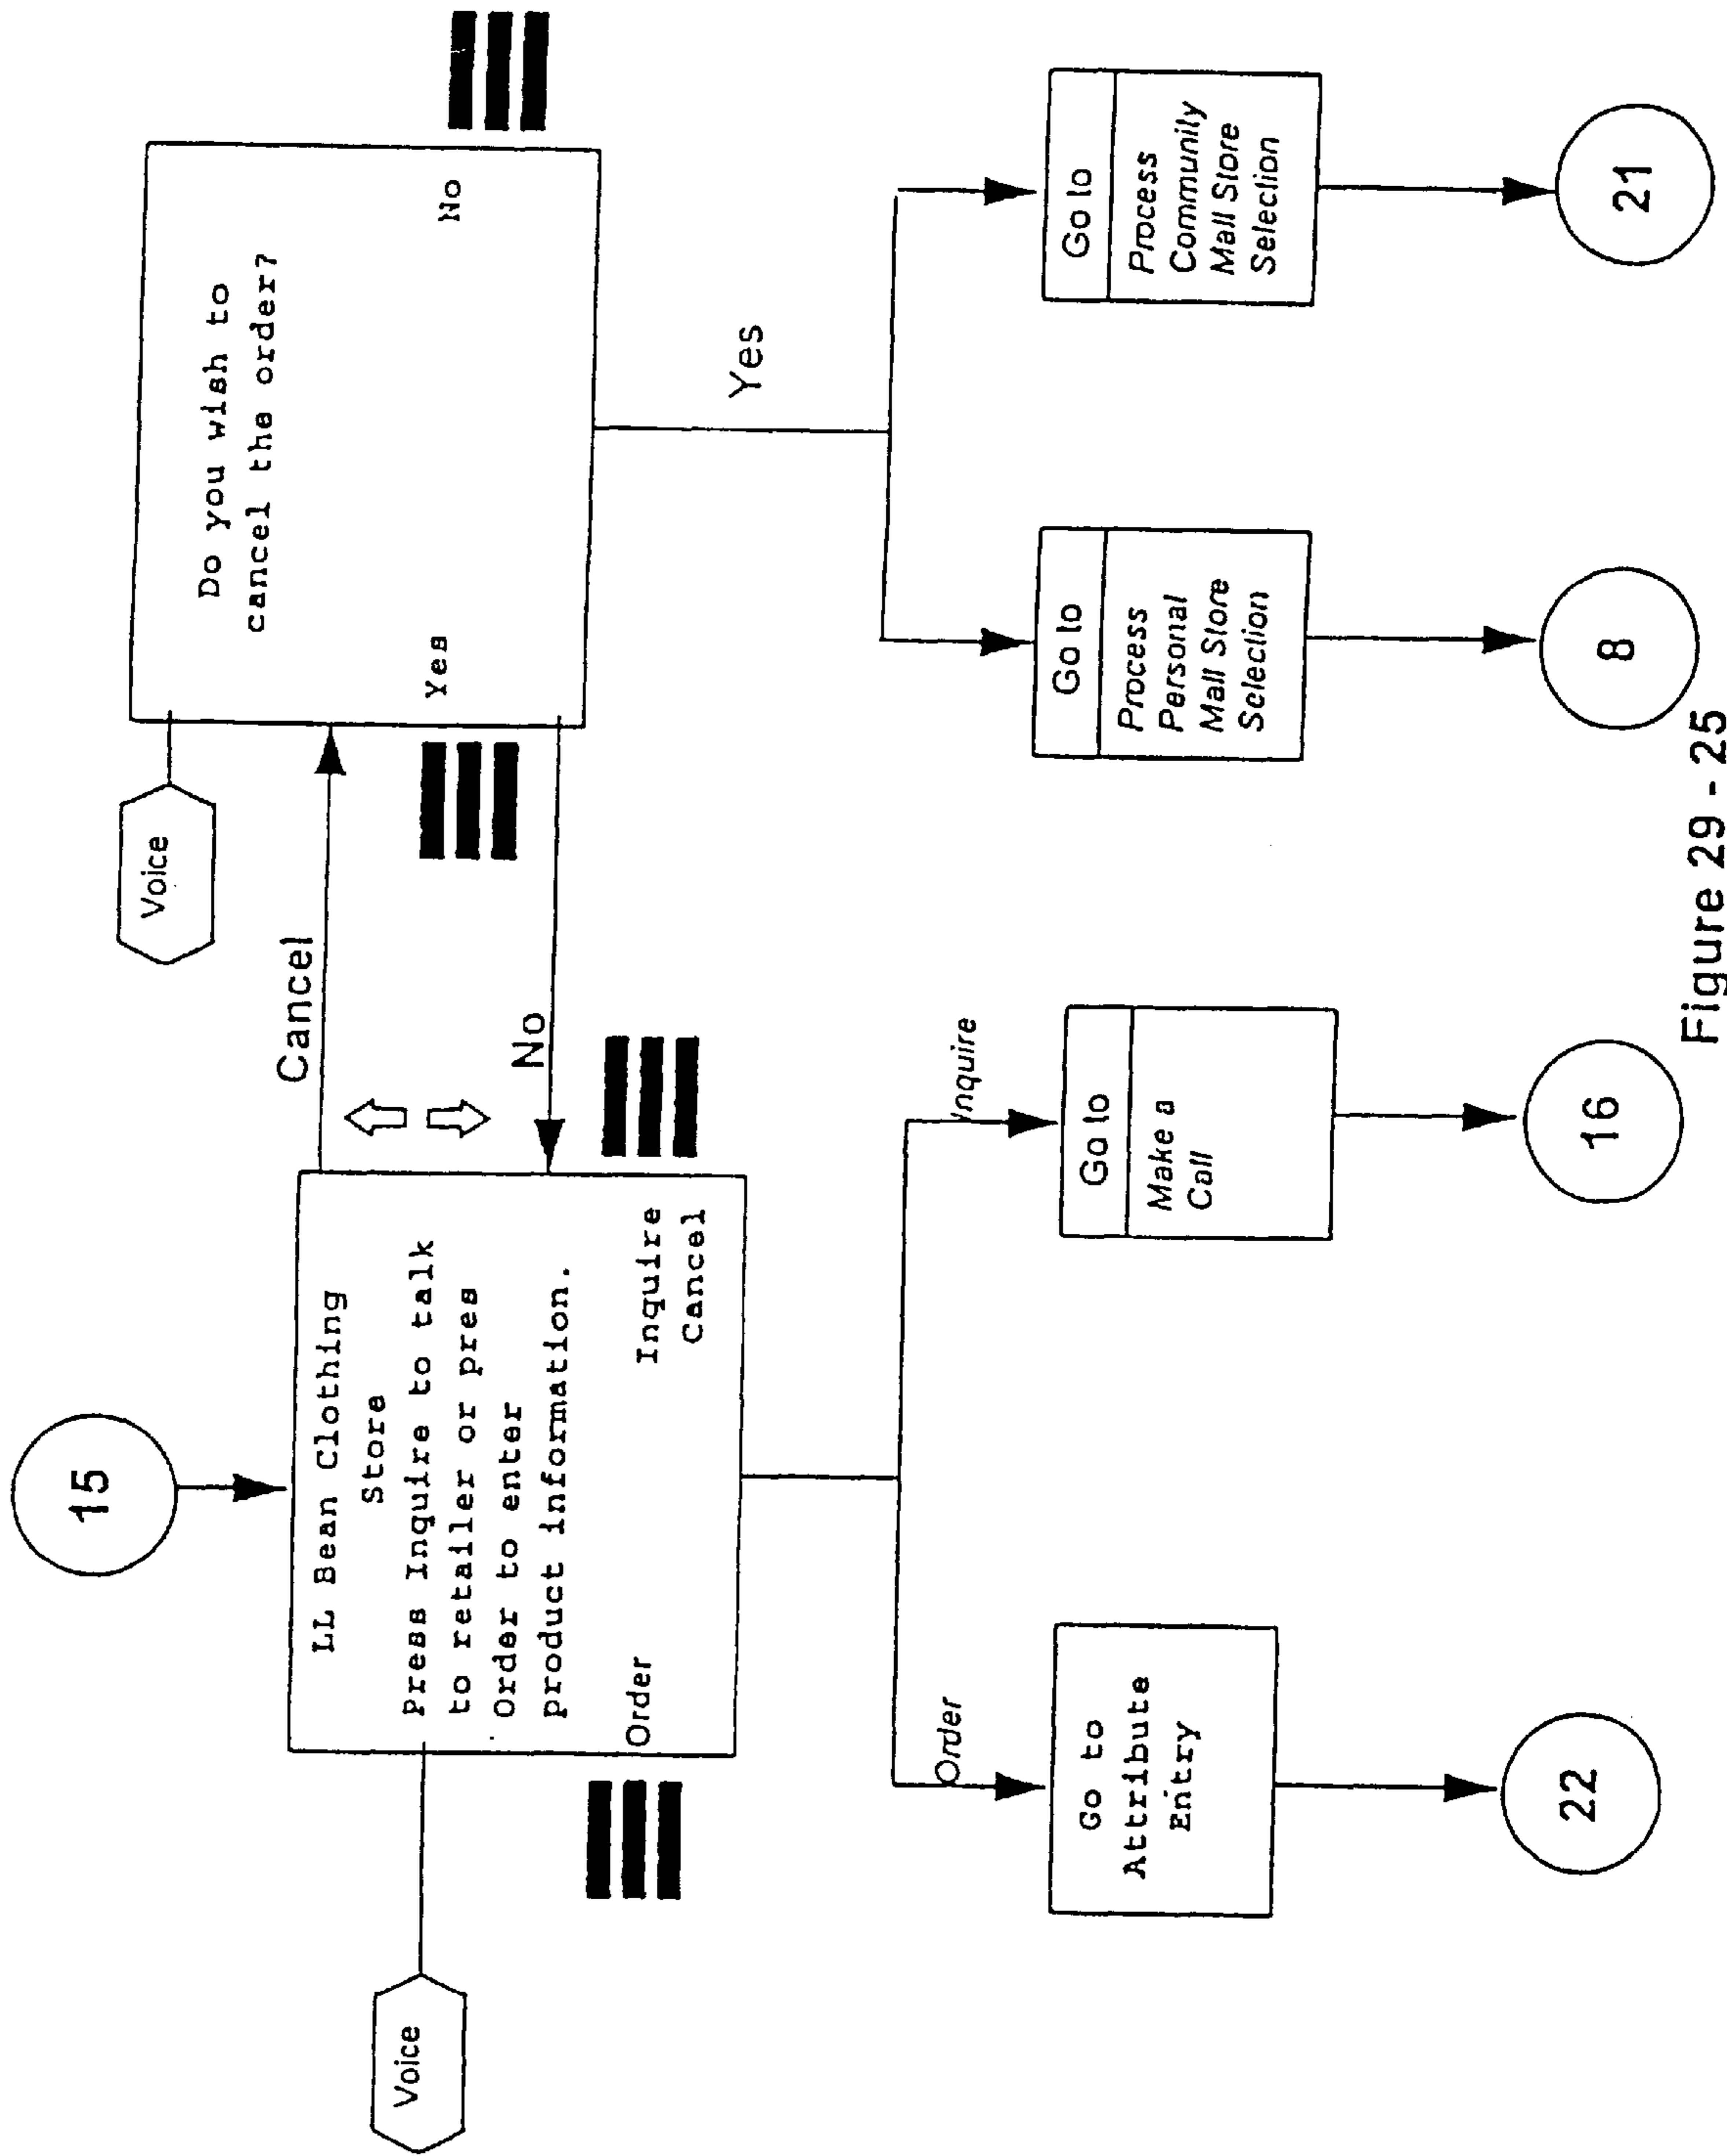 15
Voice
LL Bean Clothing
Store
Press Inquire to talk
to retailer or pres
Order to enter
product information.
Order
Inquire
Cancel
Cancel
No
Voice
Do you wish to
cancel the order?
Yes
No
Order
Inquire
Yes
Go to
Attribute
Entry
Go to
Make a
Call
Go to
Process
Personal
Mall Store
Selection
Go to
Process
Community
Mall Store
Selection
22
16
8
21
Figure 29 - 25